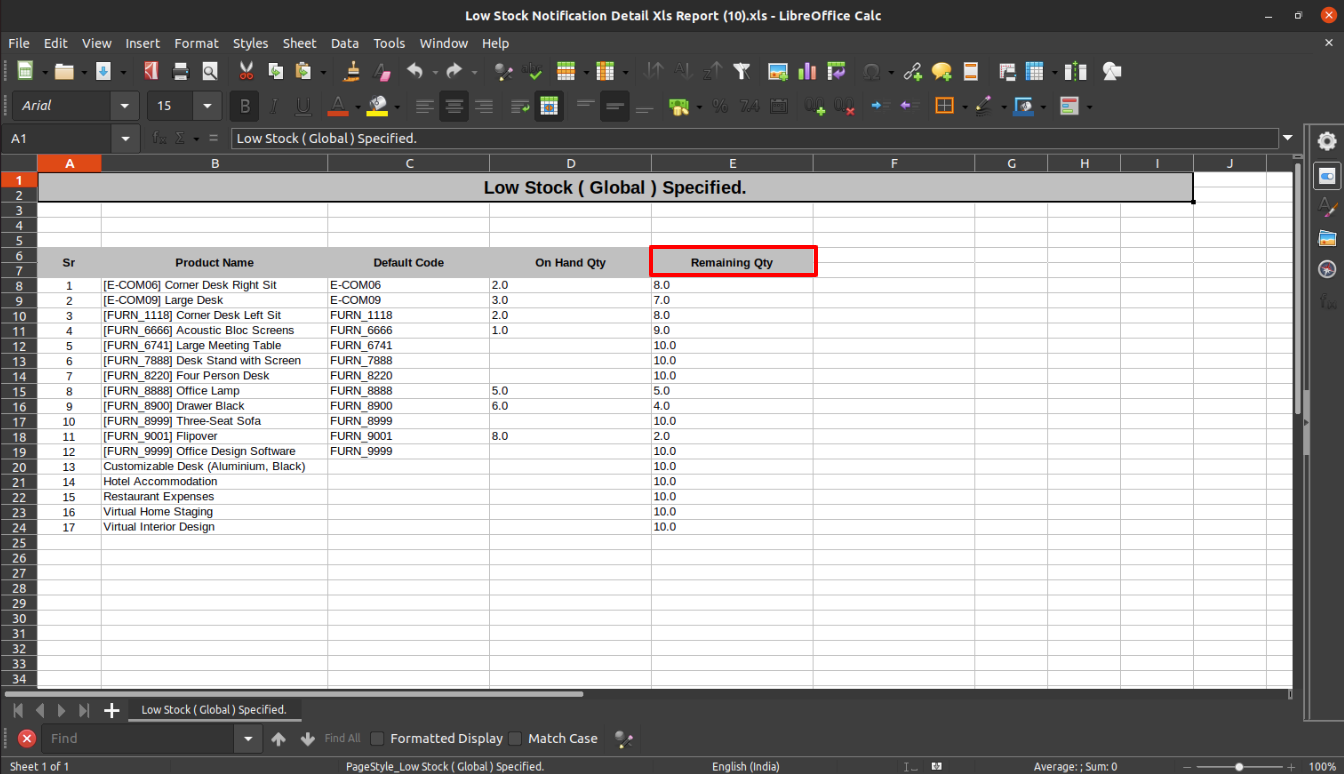 Low Stock Notification Detail Xls Report (10).xls - LibreOffice Calc
File Edit View Insert Format Styles Sheet Data Tools Window Help
Arial 15
A1 Low Stock ( Global ) Specified.
A B C D E F G H I J
1 Low Stock ( Global ) Specified.
2
3
4
5
6
Sr Product Name Default Code On Hand Qty Remaining Qty
7
8 1 [E-COM06] Corner Desk Right Sit E-COM06 2.0 8.0
9 2 [E-COM09] Large Desk E-COM09 3.0 7.0
10 3 [FURN_1118] Corner Desk Left Sit FURN_1118 2.0 8.0
11 4 [FURN_6666] Acoustic Bloc Screens FURN_6666 1.0 9.0
12 5 [FURN_6741] Large Meeting Table FURN_6741 10.0
13 6 [FURN_7888] Desk Stand with Screen FURN_7888 10.0
14 7 [FURN_8220] Four Person Desk FURN_8220 10.0
15 8 [FURN_8888] Office Lamp FURN_8888 5.0 5.0
16 9 [FURN_8900] Drawer Black FURN_8900 6.0 4.0
17 10 [FURN_8999] Three-Seat Sofa FURN_8999 10.0
18 11 [FURN_9001] Flipover FURN_9001 8.0 2.0
19 12 [FURN_9999] Office Design Software FURN_9999 10.0
20 13 Customizable Desk (Aluminium, Black) 10.0
21 14 Hotel Accommodation 10.0
22 15 Restaurant Expenses 10.0
23 16 Virtual Home Staging 10.0
24 17 Virtual Interior Design 10.0
25
26
27
28
29
30
31
32
33
34
Low Stock ( Global ) Specified.
Find Find All Formatted Display Match Case
Sheet 1 of 1 PageStyle_Low Stock ( Global ) Specified. English (India) Average: ; Sum: 0 100%